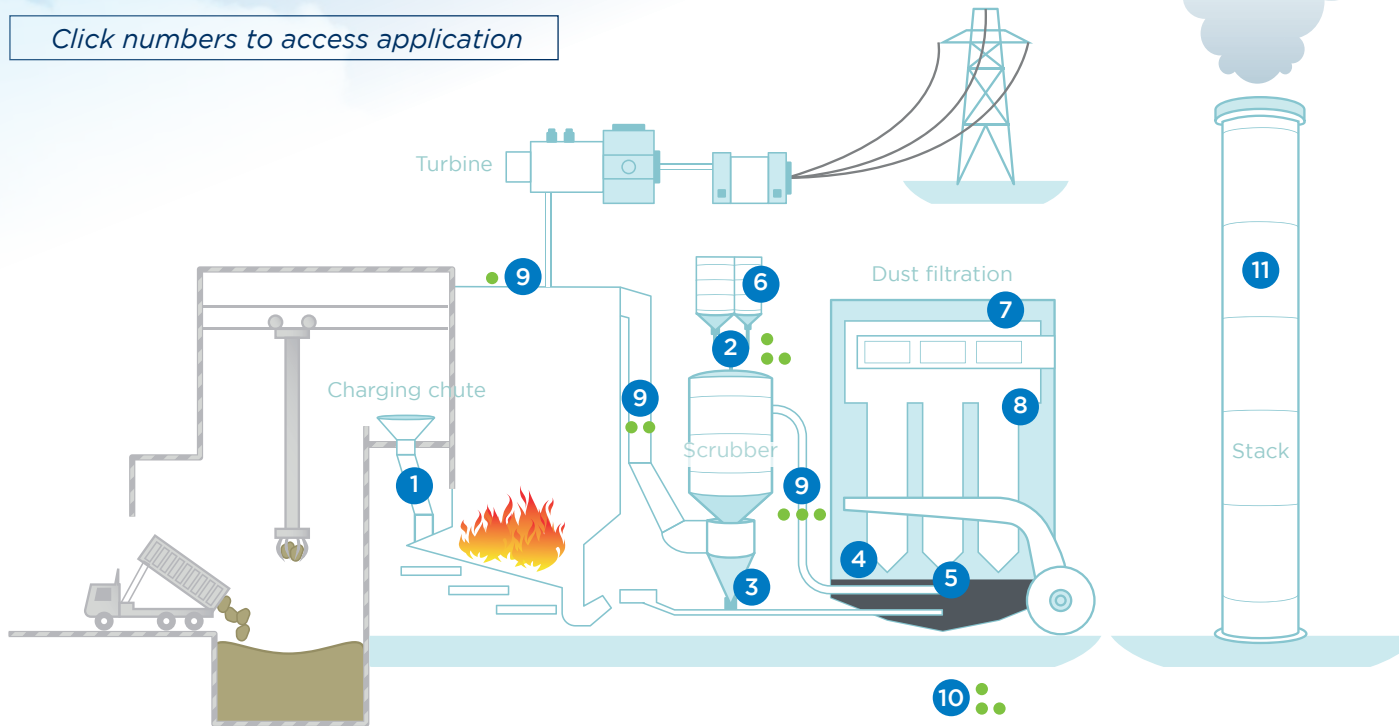 Click numbers to access application
Turbine
9
6
Dust filtration
11
7
2
Charging chute
9
8
Scrubber
Stack
1
9
4
5
3
10